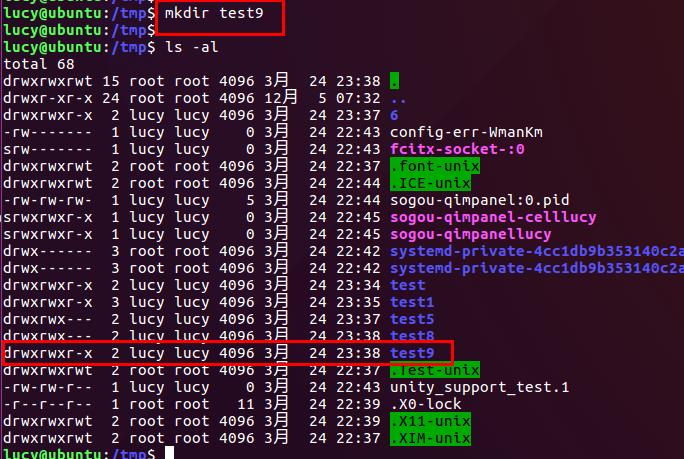 lucy@ubuntu:/tmp$
lucy@ubuntu:/tmp$ mkdir test9
lucy@ubuntu:/tmp$
lucy@ubuntu:/tmp$ ls -al
total 68
drwxrwxrwt 15 root root 4096 3月  24 23:38 .
drwxr-xr-x 24 root root 4096 12月  5 07:32 ..
drwxrwxr-x  2 lucy lucy 4096 3月  24 23:37 6
-rw-------  1 lucy lucy    0 3月  24 22:43 config-err-WmanKm
srw-------  1 lucy lucy    0 3月  24 22:43 fcitx-socket-:0
drwxrwxrwt  2 root root 4096 3月  24 22:37 .font-unix
drwxrwxrwt  2 root root 4096 3月  24 22:44 .ICE-unix
-rw-rw-rw-  1 lucy lucy    5 3月  24 22:44 sogou-qimpanel:0.pid
srwxrwxr-x  1 lucy lucy    0 3月  24 22:45 sogou-qimpanel-celllucy
srwxrwxr-x  1 lucy lucy    0 3月  24 22:45 sogou-qimpanellucy
drwx------  3 root root 4096 3月  24 22:42 systemd-private-4cc1db9b353140c2a
drwx------  3 root root 4096 3月  24 22:42 systemd-private-4cc1db9b353140c2a
drwxrwxr-x  2 lucy lucy 4096 3月  24 23:34 test
drwxrwxr-x  3 lucy lucy 4096 3月  24 23:35 test1
drwxrwx---  2 lucy lucy 4096 3月  24 23:37 test5
drwxrwx---  2 lucy lucy 4096 3月  24 23:38 test8
drwxrwxr-x  2 lucy lucy 4096 3月  24 23:38 test9
drwxrwxrwt  2 root root 4096 3月  24 22:37 .Test-unix
-rw-rw-r--  1 lucy lucy    0 3月  24 22:43 unity_support_test.1
-r--r--r--  1 root root   11 3月  24 22:39 .X0-lock
drwxrwxrwt  2 root root 4096 3月  24 22:39 .X11-unix
drwxrwxrwt  2 root root 4096 3月  24 22:37 .XIM-unix
lucy@ubuntu:/tmp$